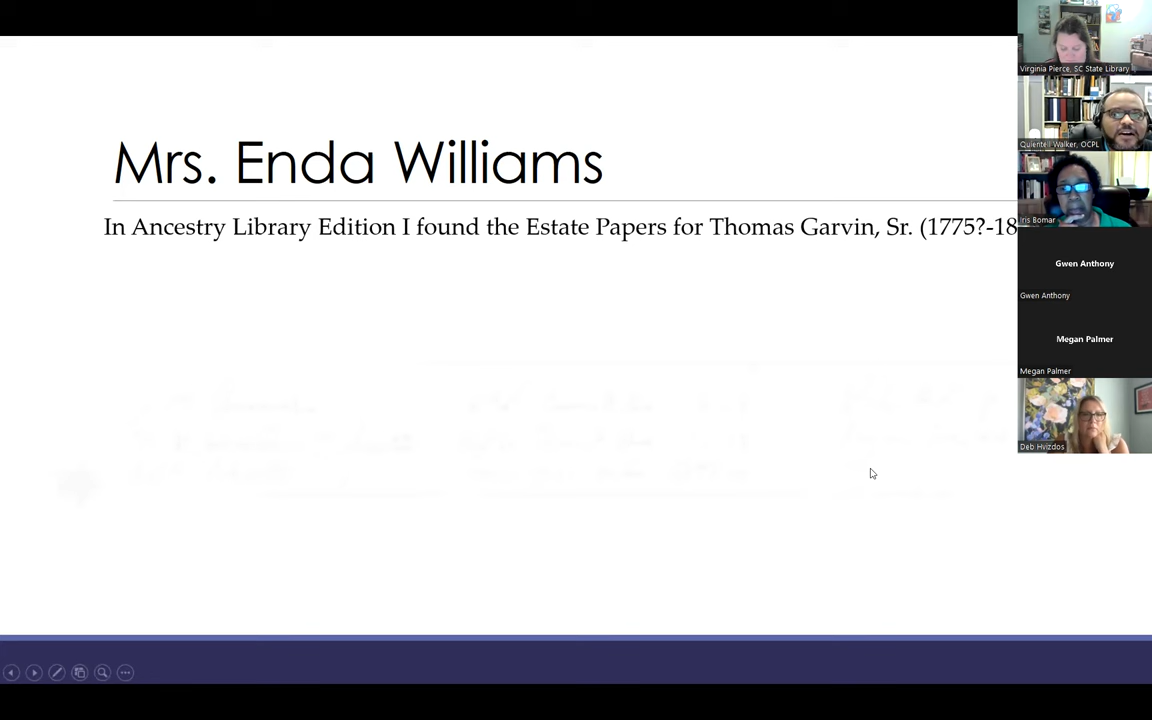 Mrs. Enda Williams
In Ancestry Library Edition I found the Estate Papers for Thomas Garvin, Sr. (1775?-18
Virginia Pierce, SC State Library
Quientell Walker, OCPL
Iris Bomar
Gwen Anthony
Gwen Anthony
Megan Palmer
Megan Palmer
Deb Hvizdos